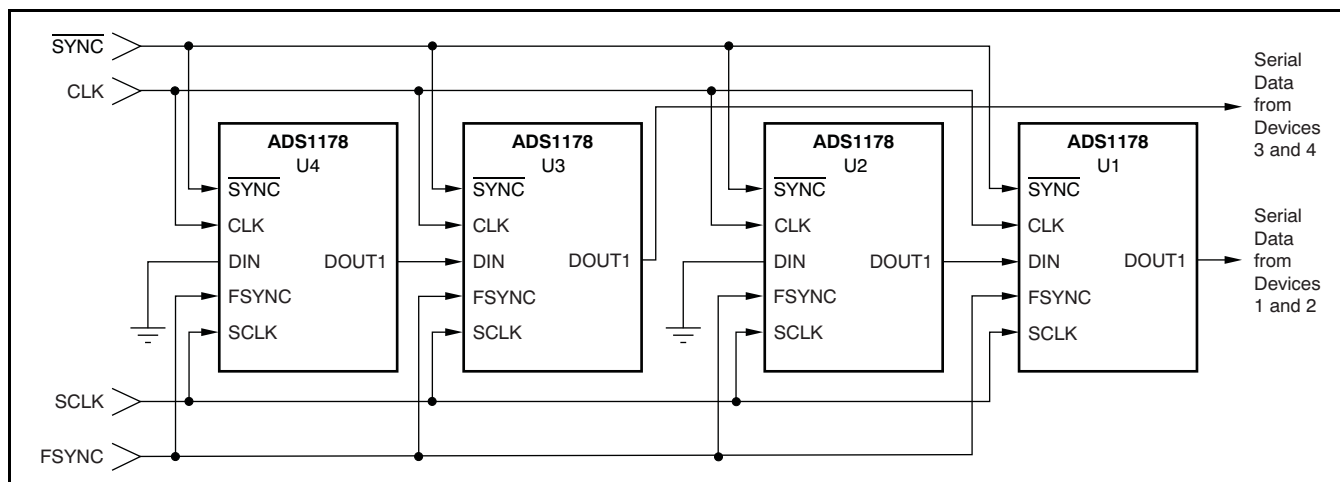 SYNC
CLK
ADS1178
U4
SYNC
CLK
DIN
DOUT1
FSYNC
SCLK
ADS1178
U3
SYNC
CLK
DIN
DOUT1
FSYNC
SCLK
ADS1178
U2
SYNC
CLK
DIN
DOUT1
FSYNC
SCLK
ADS1178
U1
SYNC
CLK
DIN
DOUT1
FSYNC
SCLK
Serial
Data
from
Devices
3 and 4
Serial
Data
from
Devices
1 and 2
SCLK
FSYNC